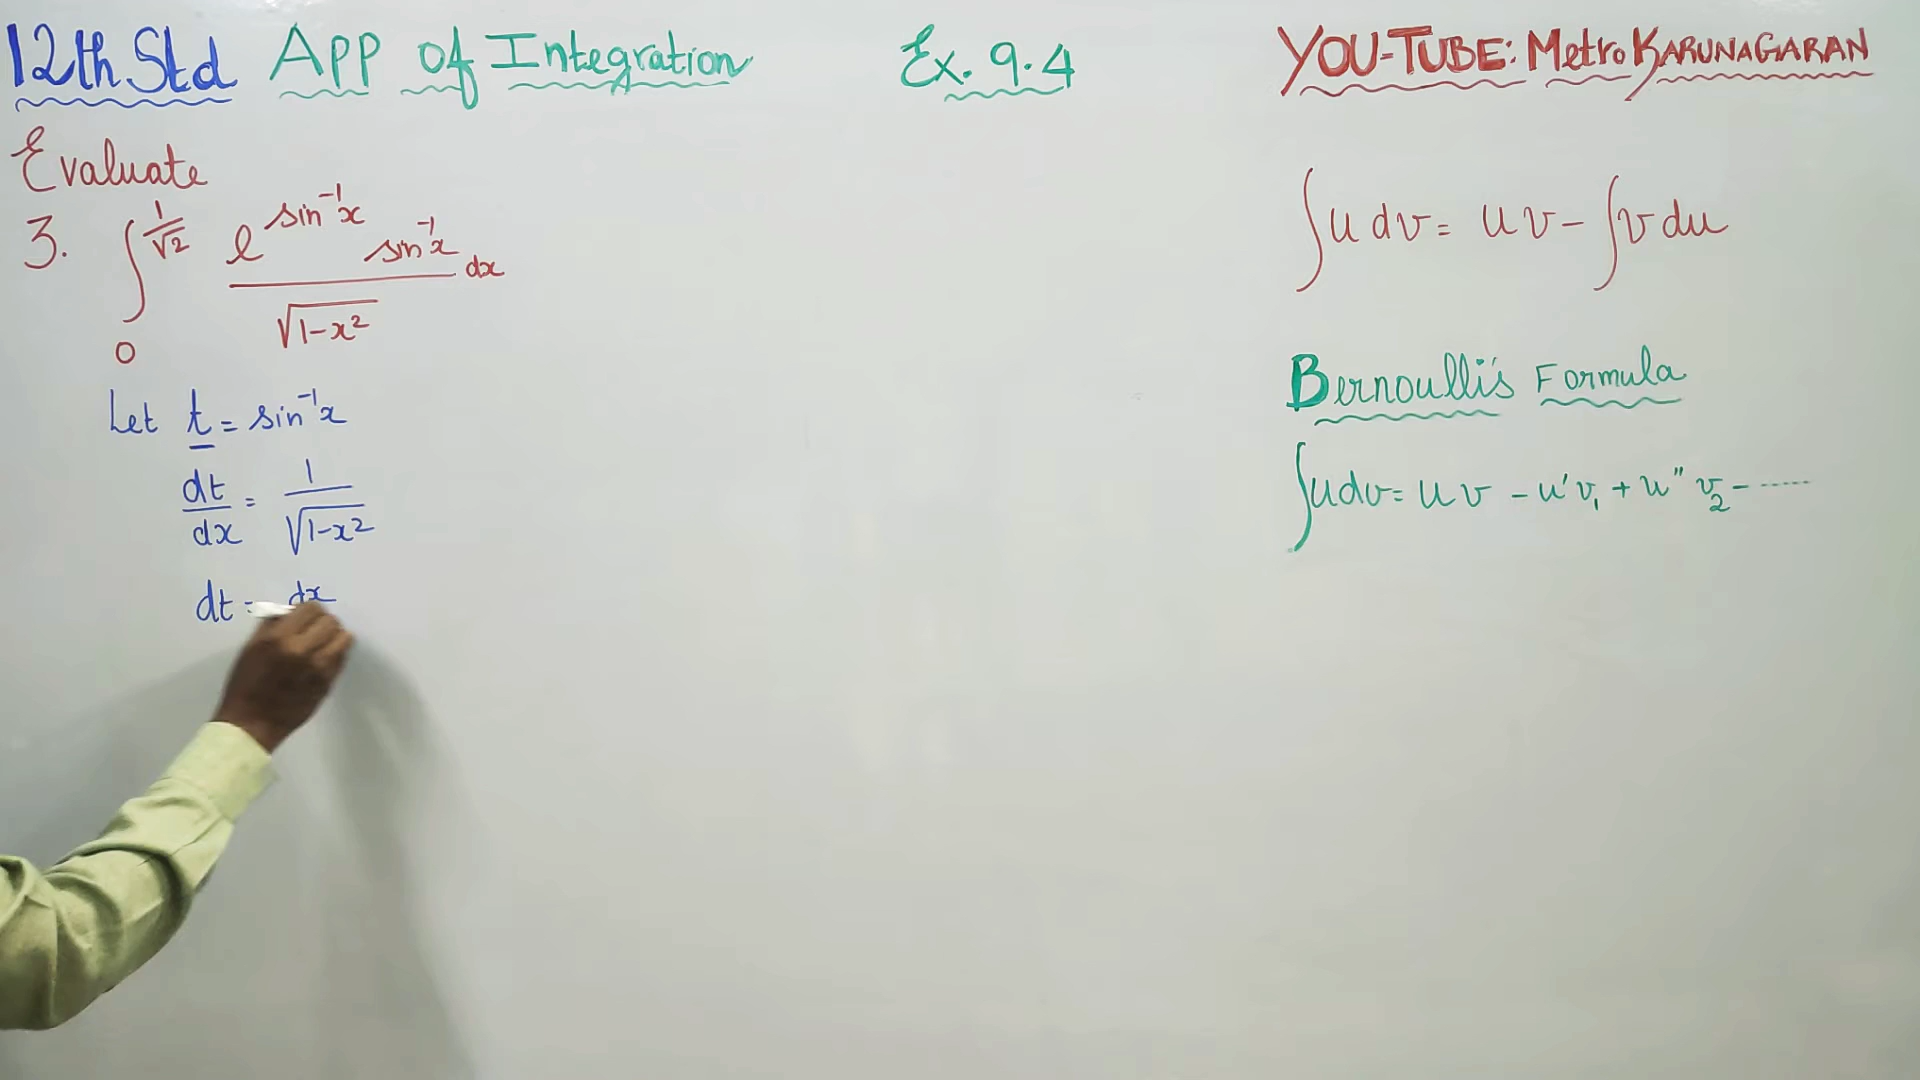 12th Std App of Integration Ex. 9.4 YOU-TUBE: Metro KARUNAGARAN
Evaluate
3. ∫₀^(1/√2) e^(sin⁻¹x) sin⁻¹x / √(1-x²) dx
Let t = sin⁻¹x
dt/dx = 1/√(1-x²)
dt = dx
∫u dv = uv - ∫v du
Bernoulli's Formula
∫u dv = uv - u'v₁ + u''v₂ - ......